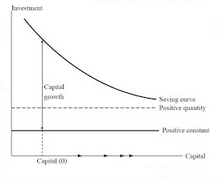 Investment
Capital
growth
Saving curve
Positive quantity
Positive constant
Capital (0)
Capital